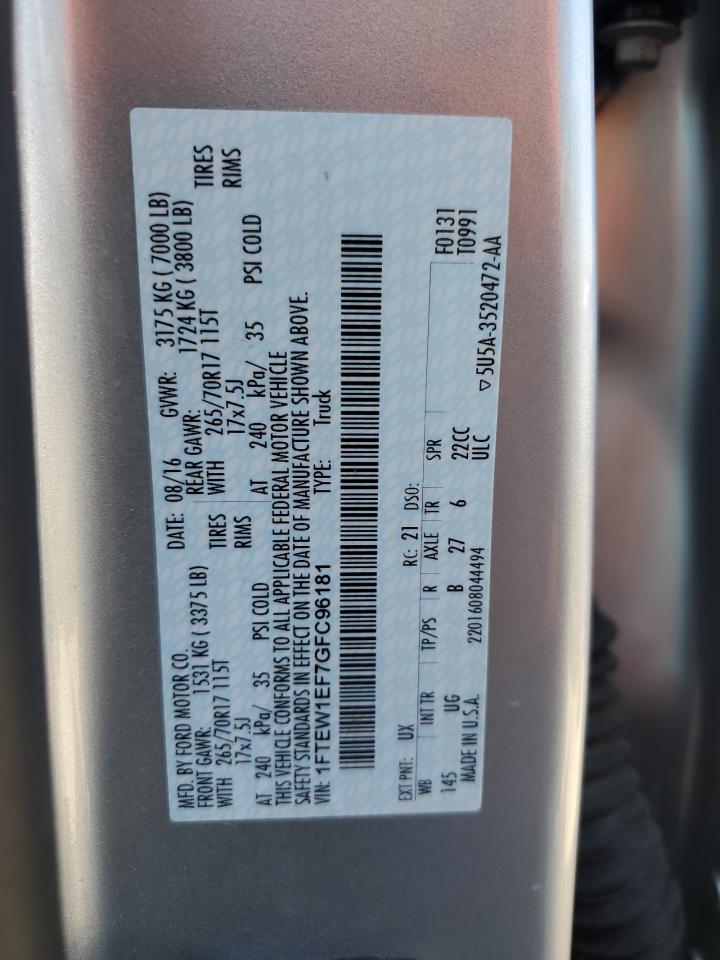 MFD. BY FORD MOTOR CO. DATE: 08/16 GVWR: 3175 KG ( 7000 LB)
FRONT GAWR: 1531 KG ( 3375 LB) REAR GAWR: 1724 KG ( 3800 LB)
WITH 265/70R17 115T TIRES WITH 265/70R17 115T TIRES
17x7.5J RIMS 17x7.5J RIMS
AT 240 kPa/ 35 PSI COLD AT 240 kPa/ 35 PSI COLD
THIS VEHICLE CONFORMS TO ALL APPLICABLE FEDERAL MOTOR VEHICLE
SAFETY STANDARDS IN EFFECT ON THE DATE OF MANUFACTURE SHOWN ABOVE.
VIN: 1FTEW1EF7GFC96181 TYPE: Truck
EXT PNT: UX RC: 21 DSO: F0131
WB INT TR TP/PS R AXLE TR SPR T0991
145 UG B 27 6 22CC
ULC
MADE IN U.S.A. 2201608044494 ▽5U5A-3520472-AA